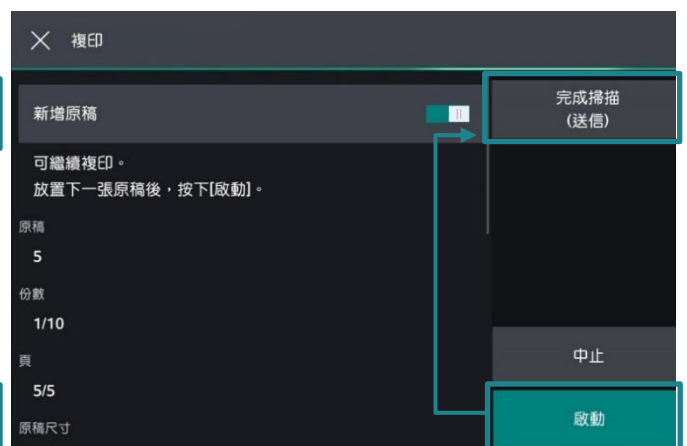 複印
新增原稿
可繼續複印。
放置下一張原稿後，按下[啟動]。
原稿
5
份數
1/10
頁
5/5
原稿尺寸
完成掃描
(送信)
中止
啟動